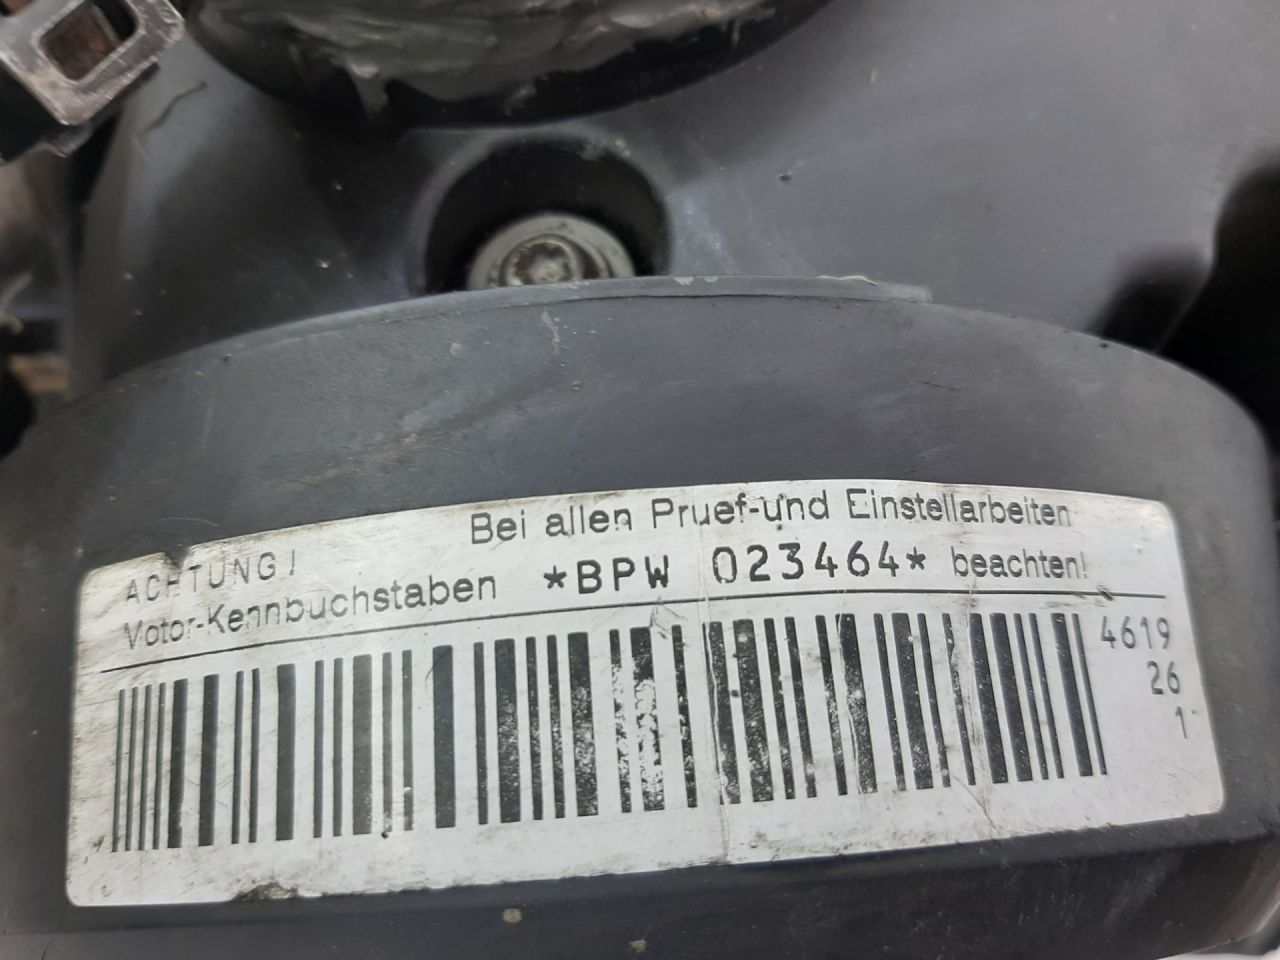 ACHTUNG! Bei allen Pruef-und Einstellarbeiten
Motor-Kennbuchstaben *BPW 023464* beachten!
4619
26
1